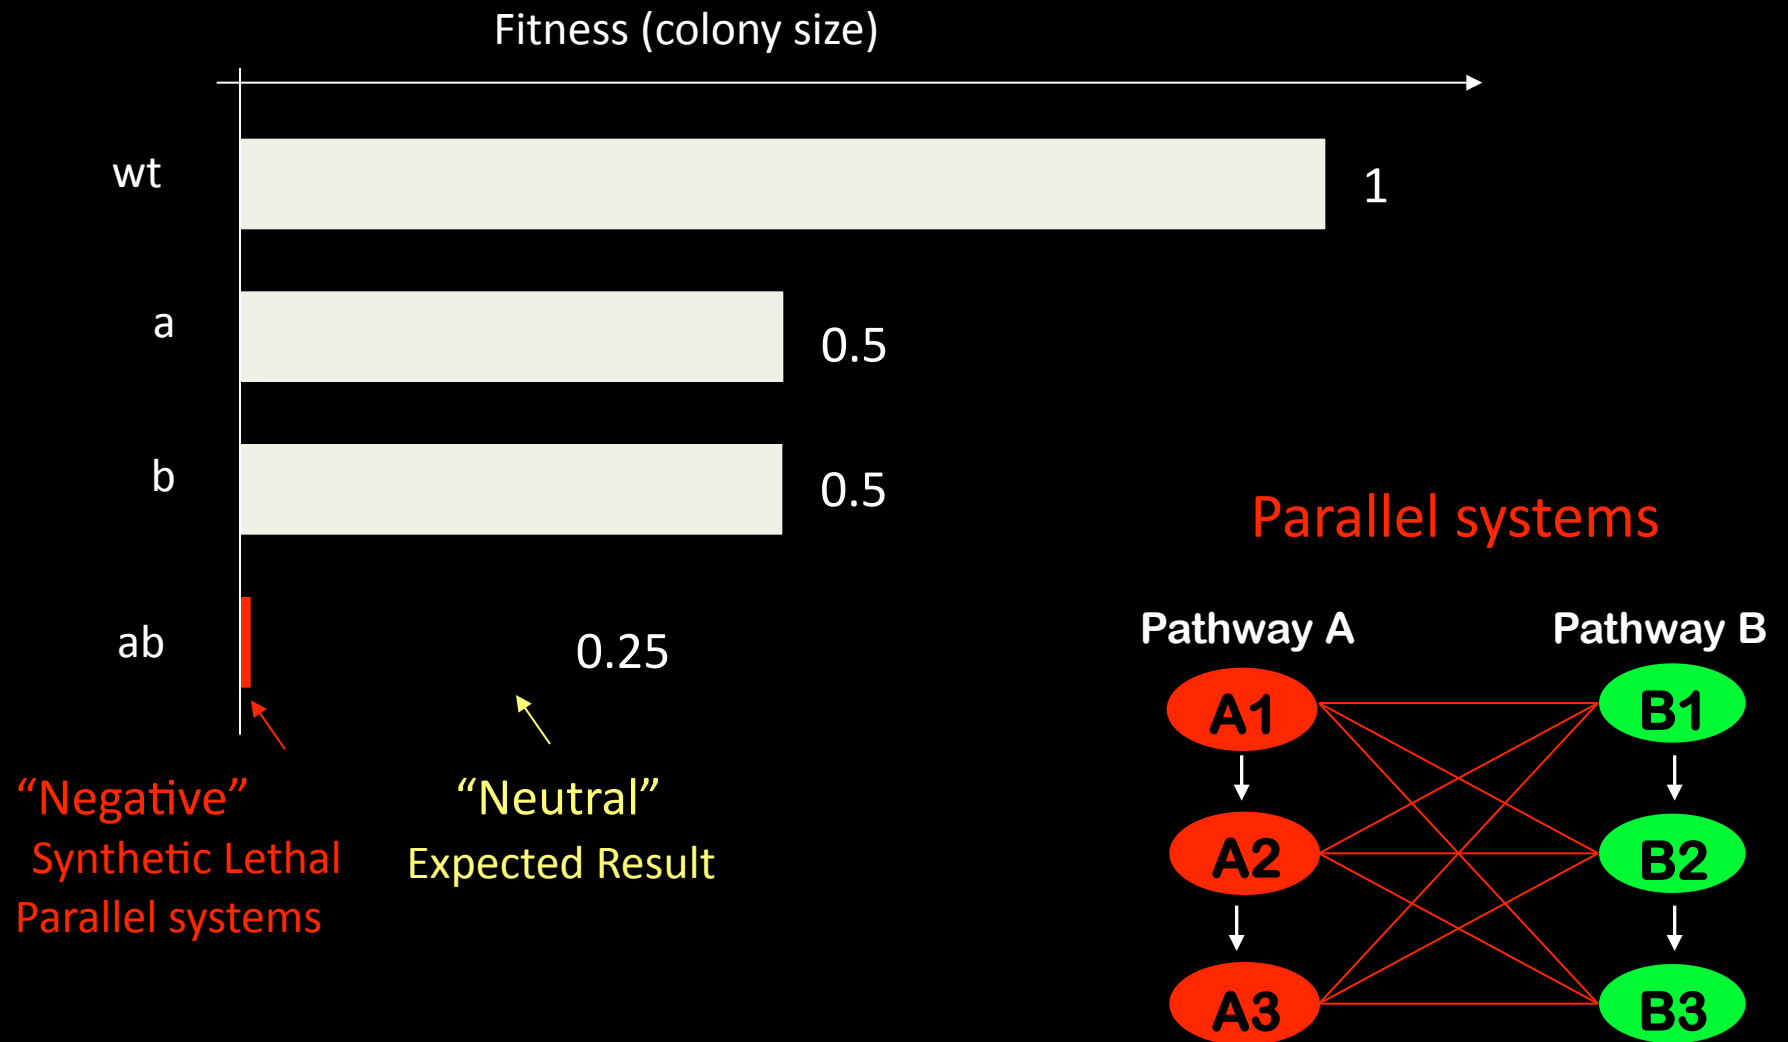 Fitness (colony size)
wt
1
a
0.5
b
0.5
ab
0.25
“Negative”
Synthetic Lethal
Parallel systems
“Neutral”
Expected Result
Parallel systems
Pathway A
Pathway B
A1
B1
A2
B2
A3
B3